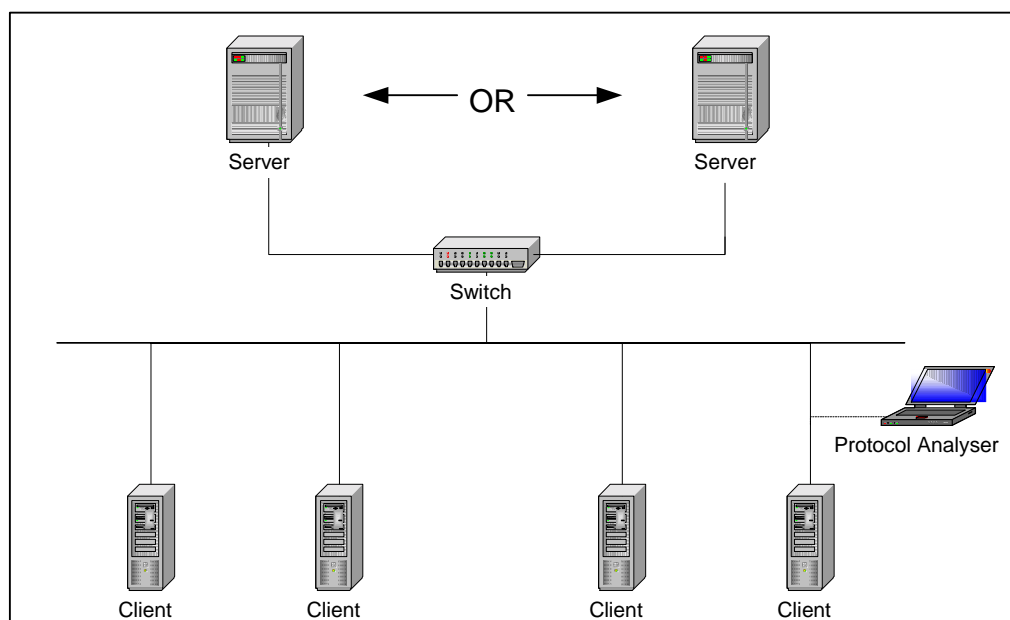 OR
Server
Server
Switch
Protocol Analyser
Client
Client
Client
Client